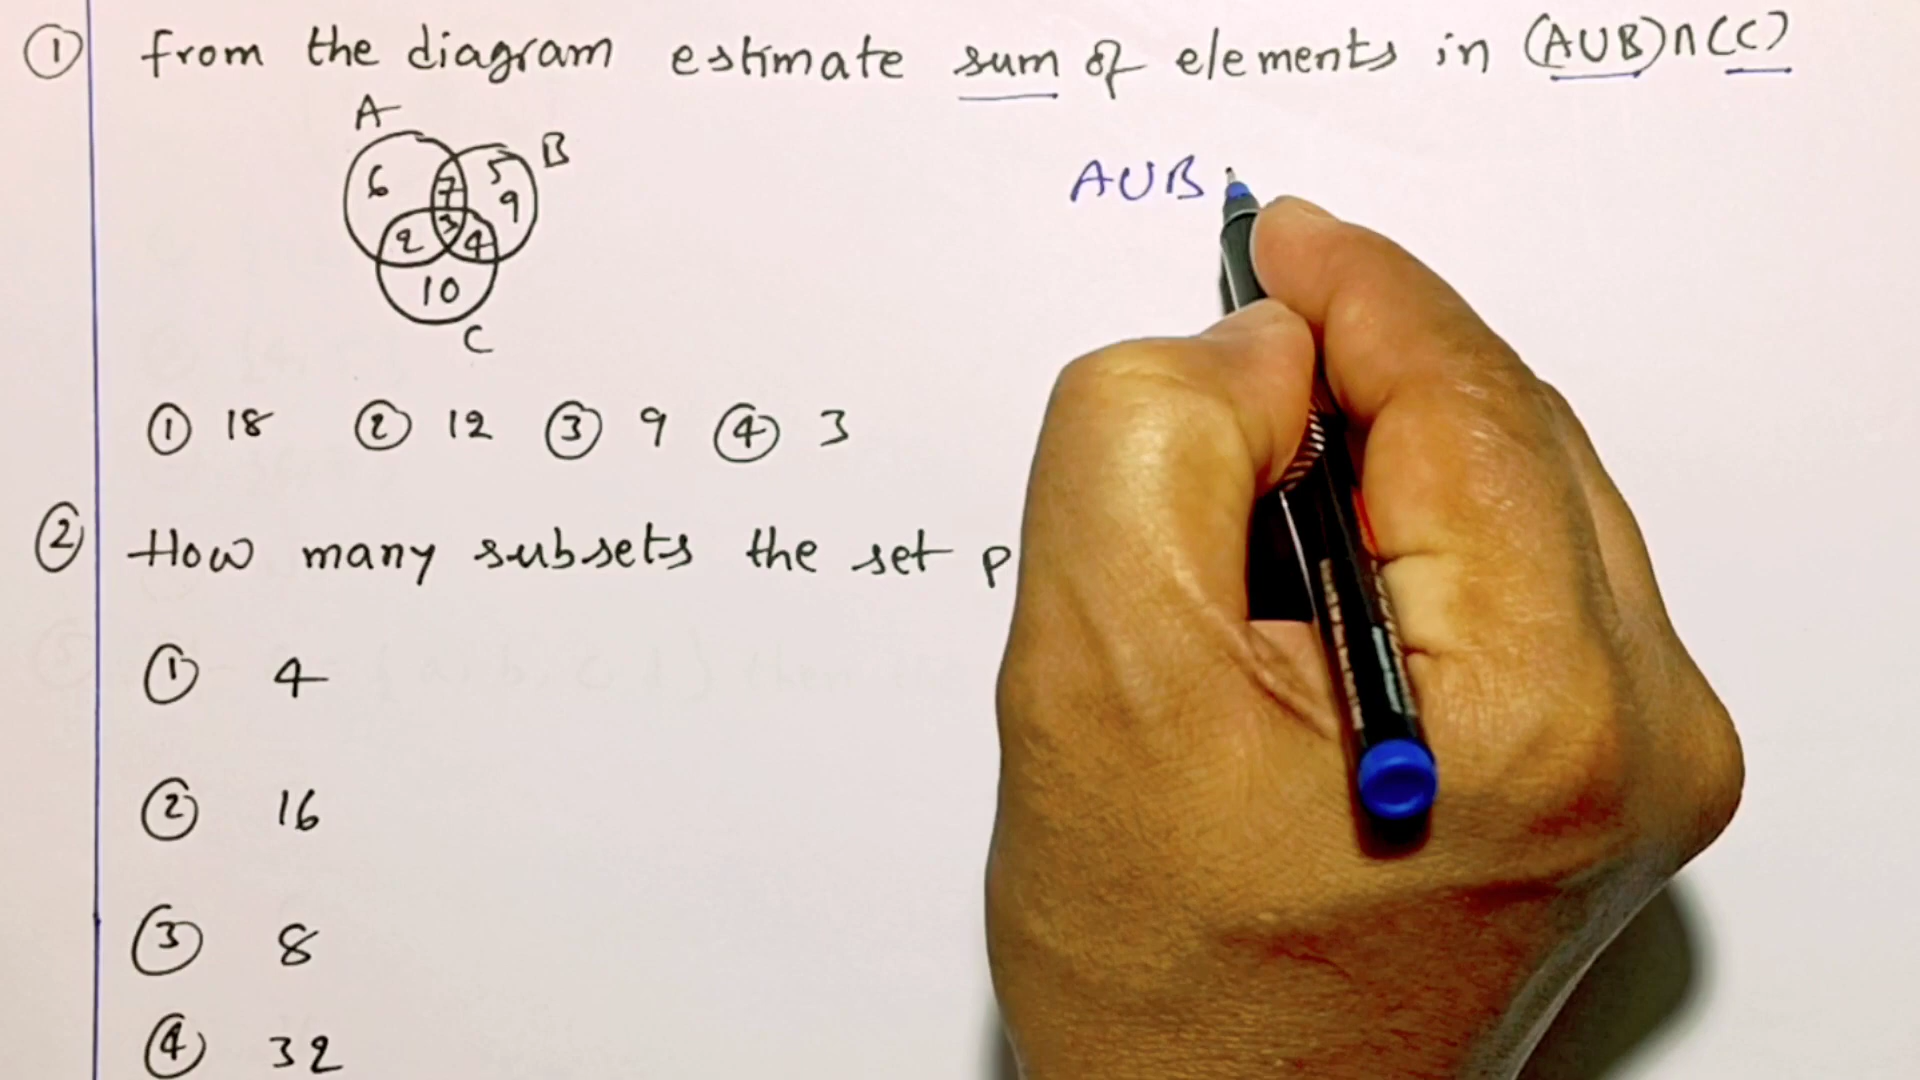 ① from the diagram estimate sum of elements in (AUB)∩(C)
A
B
6 7 5 9
2 3 4
10
C
AUB
① 18 ② 12 ③ 9 ④ 3
② How many subsets the set P
① 4
② 16
③ 8
④ 32